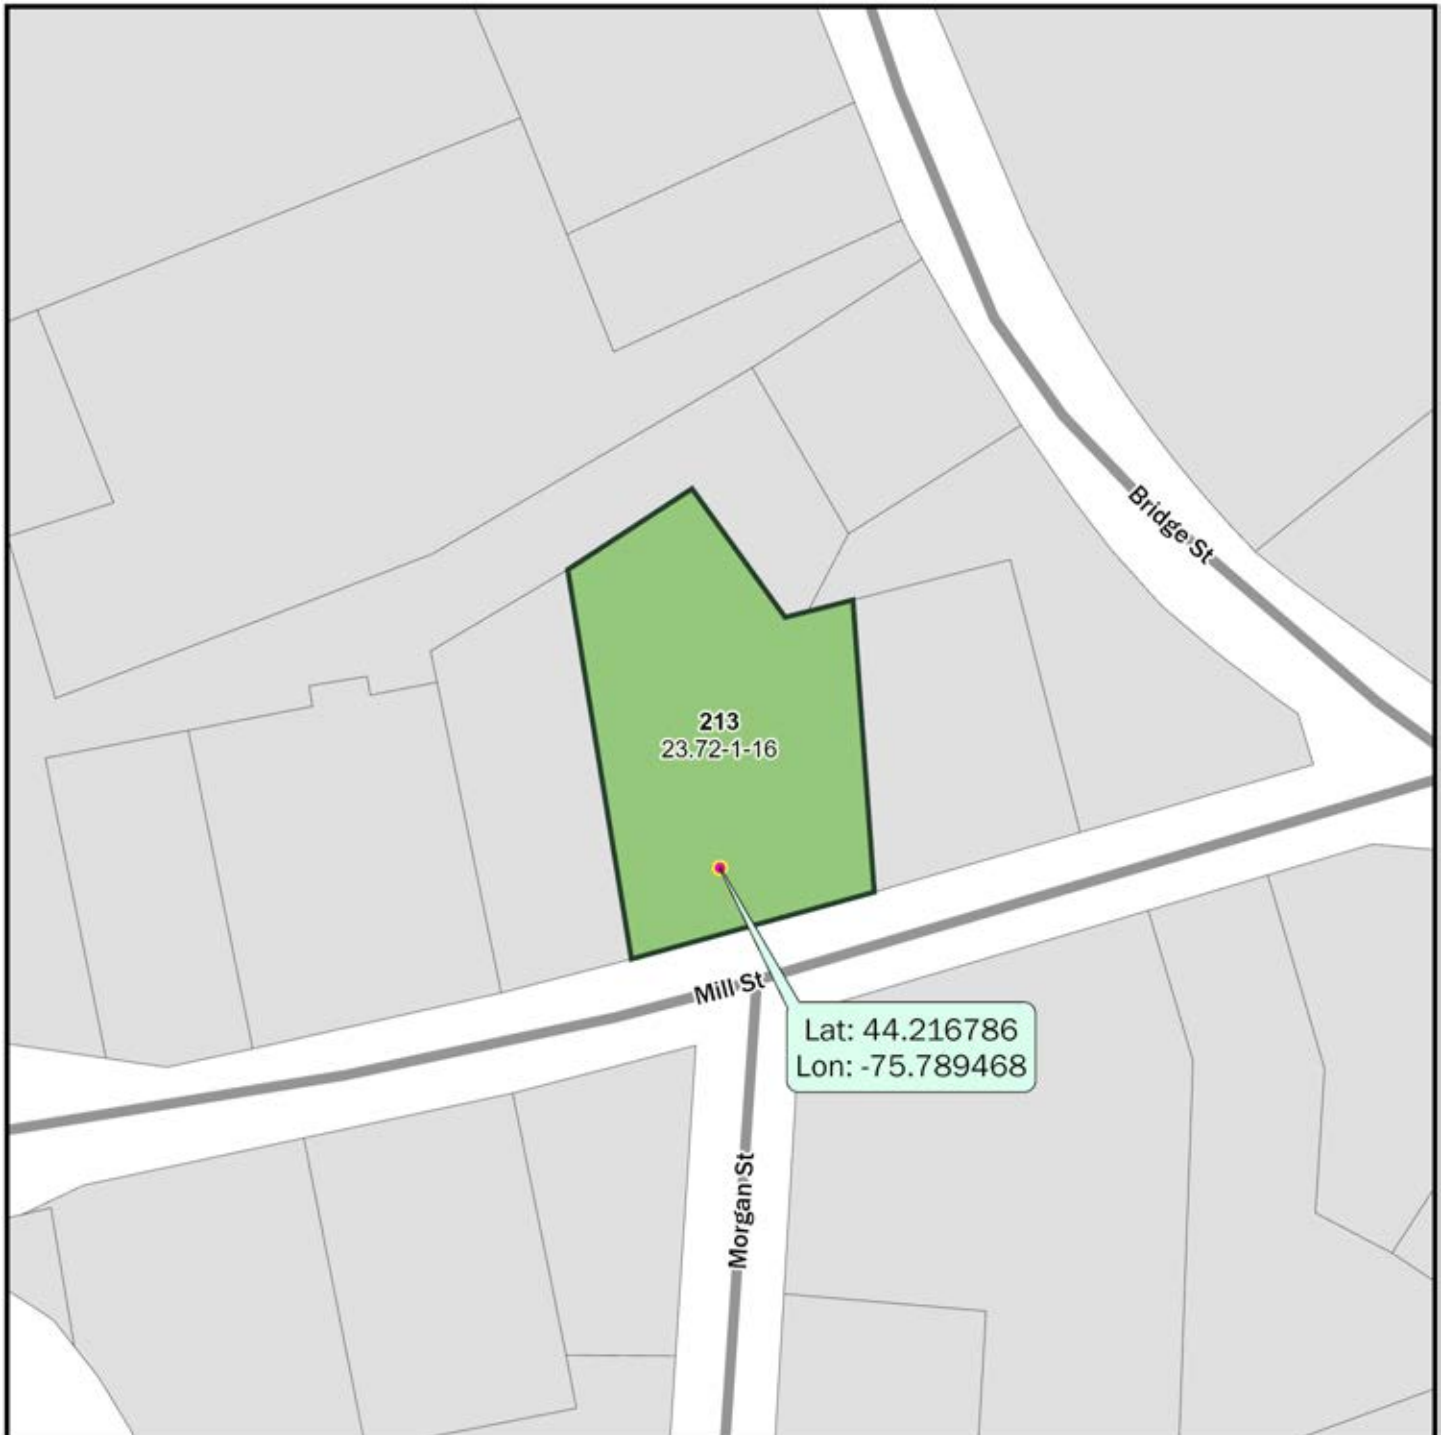 Bridge St
213
23.72-1-16
Mill St
Lat: 44.216786
Lon: -75.789468
Morgan St